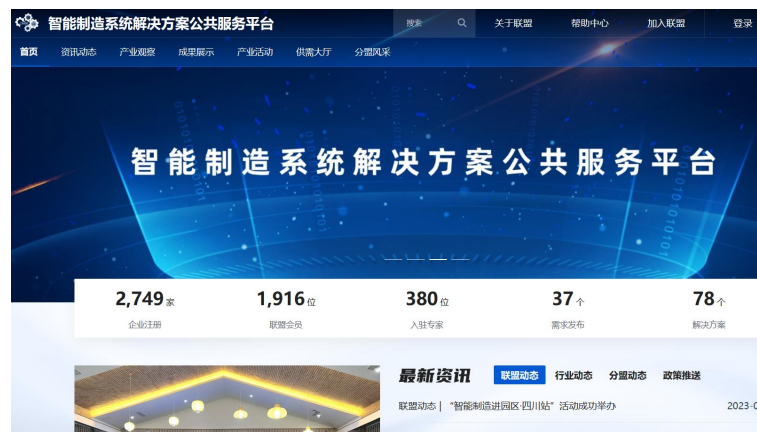 智能制造系统解决方案公共服务平台 搜索 关于联盟 帮助中心 加入联盟 登录
首页 资讯动态 产业观察 成果展示 产业活动 供需大厅 分盟风采
智能制造系统解决方案公共服务平台
2,749家 1,916位 380位 37个 78个
企业注册 联盟会员 入驻专家 需求发布 解决方案
最新资讯 联盟动态 行业动态 分盟动态 政策推送
联盟动态 | “智能制造进园区·四川站”活动成功举办 2023-0